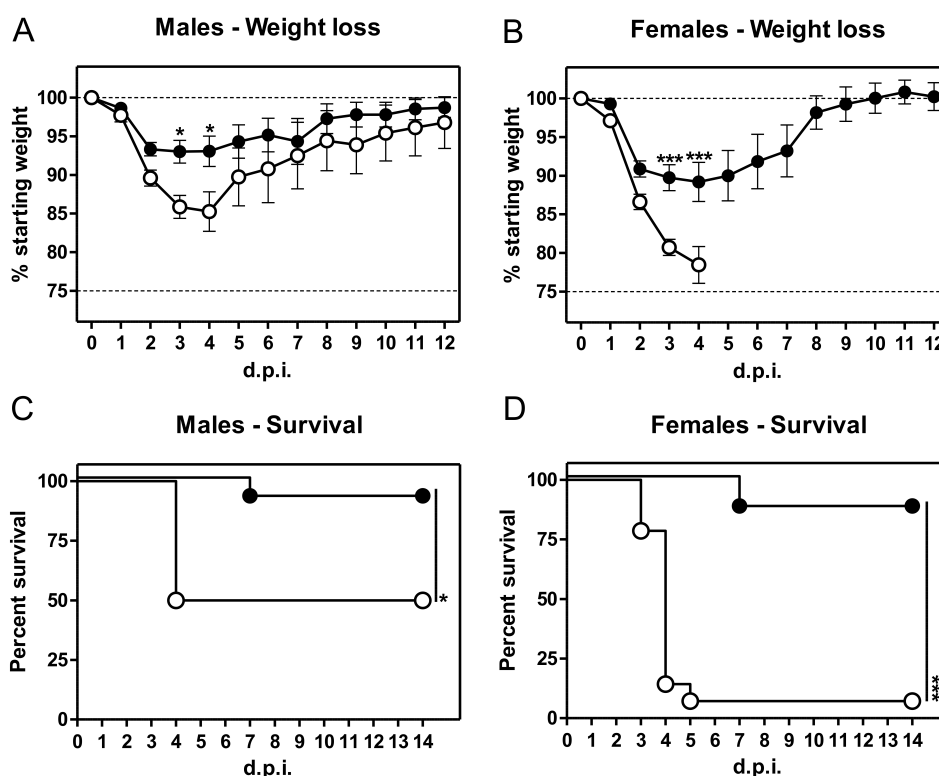 A
Males - Weight loss
% starting weight
100
95
90
85
80
75
* *
0 1 2 3 4 5 6 7 8 9 10 11 12
d.p.i.
B
Females - Weight loss
% starting weight
100
95
90
85
80
75
*** ***
0 1 2 3 4 5 6 7 8 9 10 11 12
d.p.i.
C
Males - Survival
Percent survival
100
75
50
25
0
*
0 1 2 3 4 5 6 7 8 9 10 11 12 13 14
d.p.i.
D
Females - Survival
Percent survival
100
75
50
25
0
***
0 1 2 3 4 5 6 7 8 9 10 11 12 13 14
d.p.i.